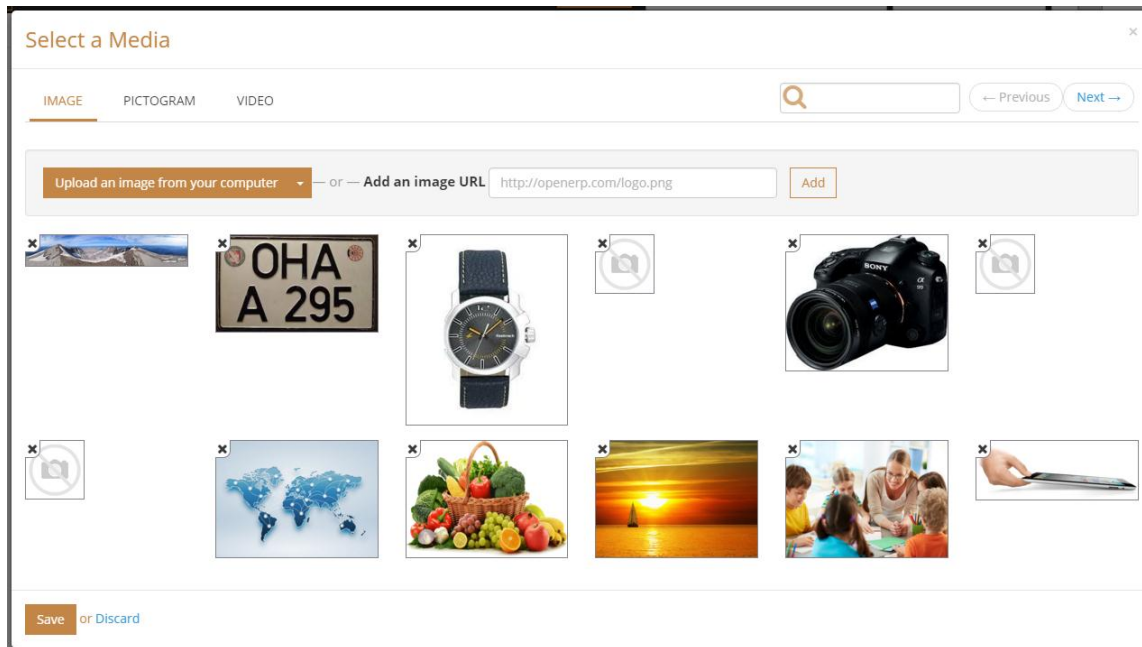 Select a Media
×
IMAGE PICTOGRAM VIDEO
← Previous Next →
Upload an image from your computer — or — Add an image URL http://openerp.com/logo.png Add
OHA
A 295
SONY
α
Save or Discard